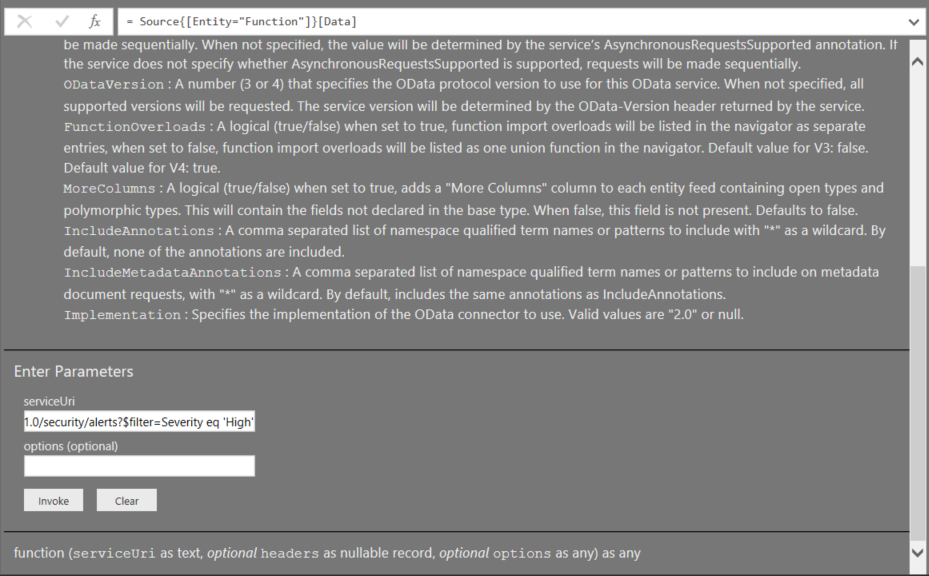 fx = Source{[Entity="Function"]}[Data]
be made sequentially. When not specified, the value will be determined by the service's AsynchronousRequestsSupported annotation. If
the service does not specify whether AsynchronousRequestsSupported is supported, requests will be made sequentially.
ODataVersion : A number (3 or 4) that specifies the OData protocol version to use for this OData service. When not specified, all
supported versions will be requested. The service version will be determined by the OData-Version header returned by the service.
FunctionOverloads : A logical (true/false) when set to true, function import overloads will be listed in the navigator as separate
entries, when set to false, function import overloads will be listed as one union function in the navigator. Default value for V3: false.
Default value for V4: true.
MoreColumns : A logical (true/false) when set to true, adds a "More Columns" column to each entity feed containing open types and
polymorphic types. This will contain the fields not declared in the base type. When false, this field is not present. Defaults to false.
IncludeAnnotations : A comma separated list of namespace qualified term names or patterns to include with "*" as a wildcard. By
default, none of the annotations are included.
IncludeMetadataAnnotations : A comma separated list of namespace qualified term names or patterns to include on metadata
document requests, with "*" as a wildcard. By default, includes the same annotations as IncludeAnnotations.
Implementation : Specifies the implementation of the OData connector to use. Valid values are "2.0" or null.
Enter Parameters
serviceUri
1.0/security/alerts?$filter=Severity eq 'High'
options (optional)
Invoke Clear
function (serviceUri as text, optional headers as nullable record, optional options as any) as any